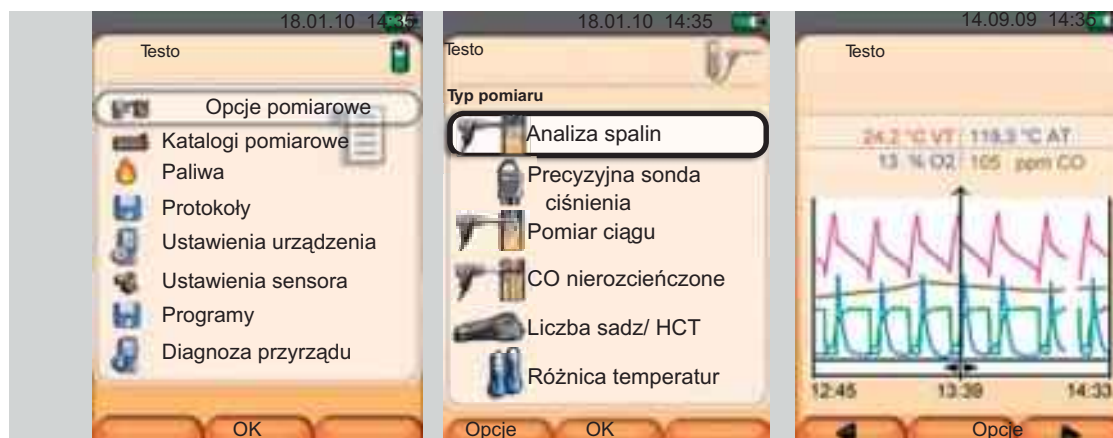 18.01.10 14:35
Testo
Opcje pomiarowe
Katalogi pomiarowe
Paliwa
Protokoły
Ustawienia urządzenia
Ustawienia sensora
Programy
Diagnoza przyrządu
OK
18.01.10 14:35
Testo
Typ pomiaru
Analiza spalin
Precyzyjna sonda
ciśnienia
Pomiar ciągu
CO nierozcieńczone
Liczba sadz/ HCT
Różnica temperatur
Opcje OK
14.09.09 14:36
Testo
24,2 °C VT 118,3 °C AT
13 % O2 105 ppm CO
12:45 13:39 14:33
Opcje